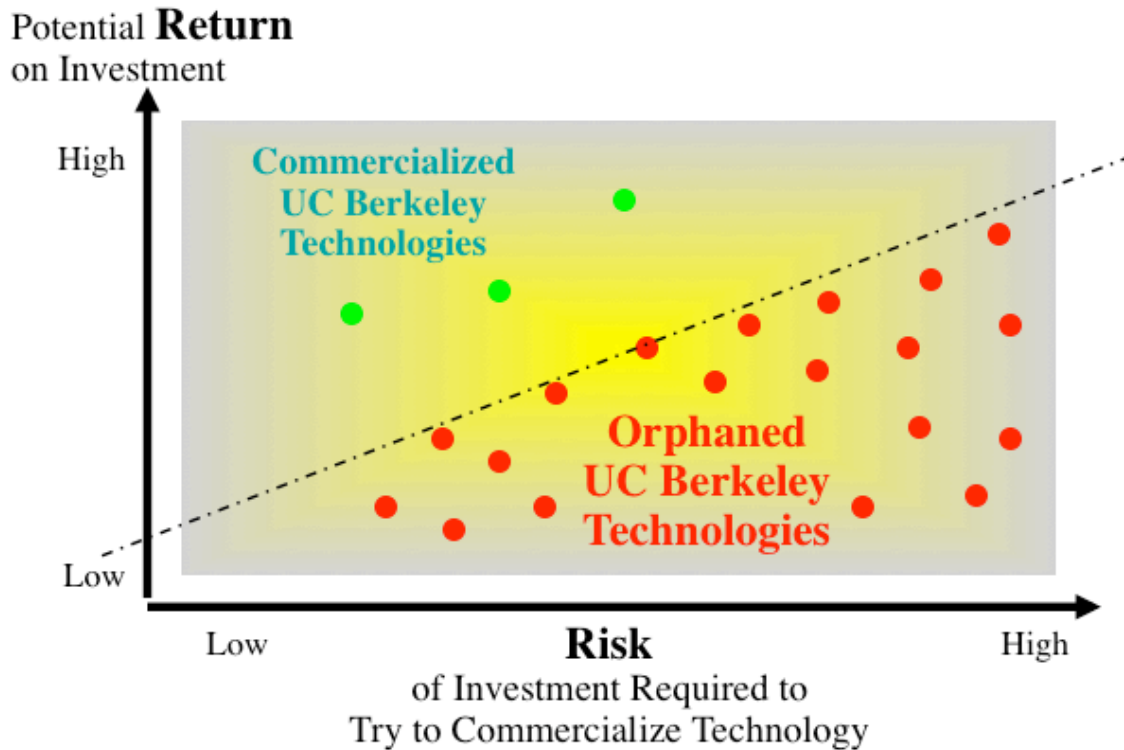 Potential Return
on Investment
High
Commercialized
UC Berkeley
Technologies
Orphaned
UC Berkeley
Technologies
Low
Low
Risk
High
of Investment Required to
Try to Commercialize Technology